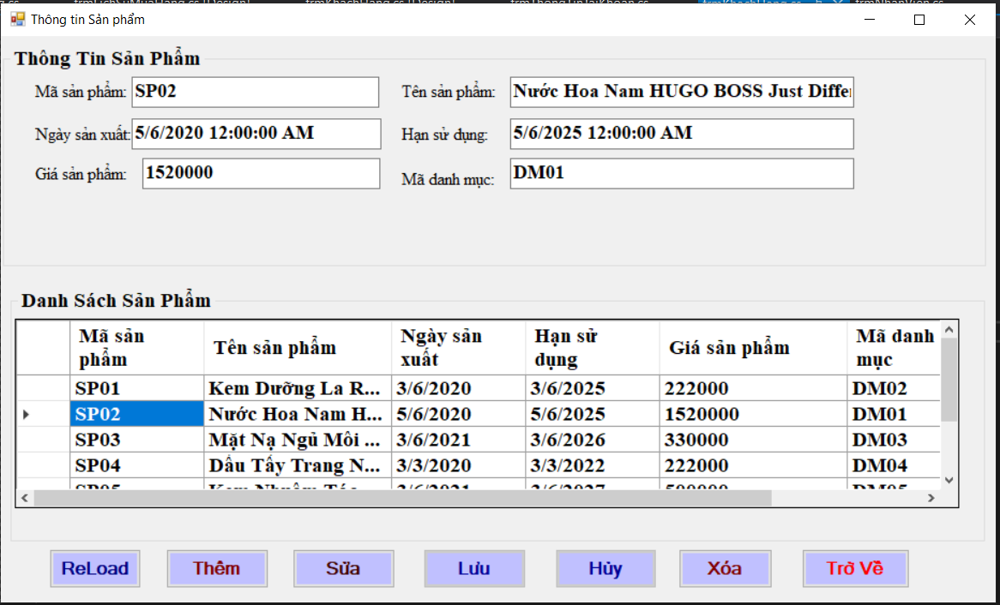 Thông tin Sản phẩm
Thông Tin Sản Phẩm
Mã sản phẩm: SP02 Tên sản phẩm: Nước Hoa Nam HUGO BOSS Just Differ
Ngày sản xuất: 5/6/2020 12:00:00 AM Hạn sử dụng: 5/6/2025 12:00:00 AM
Giá sản phẩm: 1520000 Mã danh mục: DM01
Danh Sách Sản Phẩm
Mã sản phẩm Tên sản phẩm Ngày sản xuất Hạn sử dụng Giá sản phẩm Mã danh mục
SP01 Kem Dưỡng La R... 3/6/2020 3/6/2025 222000 DM02
SP02 Nước Hoa Nam H... 5/6/2020 5/6/2025 1520000 DM01
SP03 Mặt Nạ Ngủ Môi ... 3/6/2021 3/6/2026 330000 DM03
SP04 Dầu Tẩy Trang N... 3/3/2020 3/3/2022 222000 DM04
ReLoad Thêm Sửa Lưu Hủy Xóa Trở Về